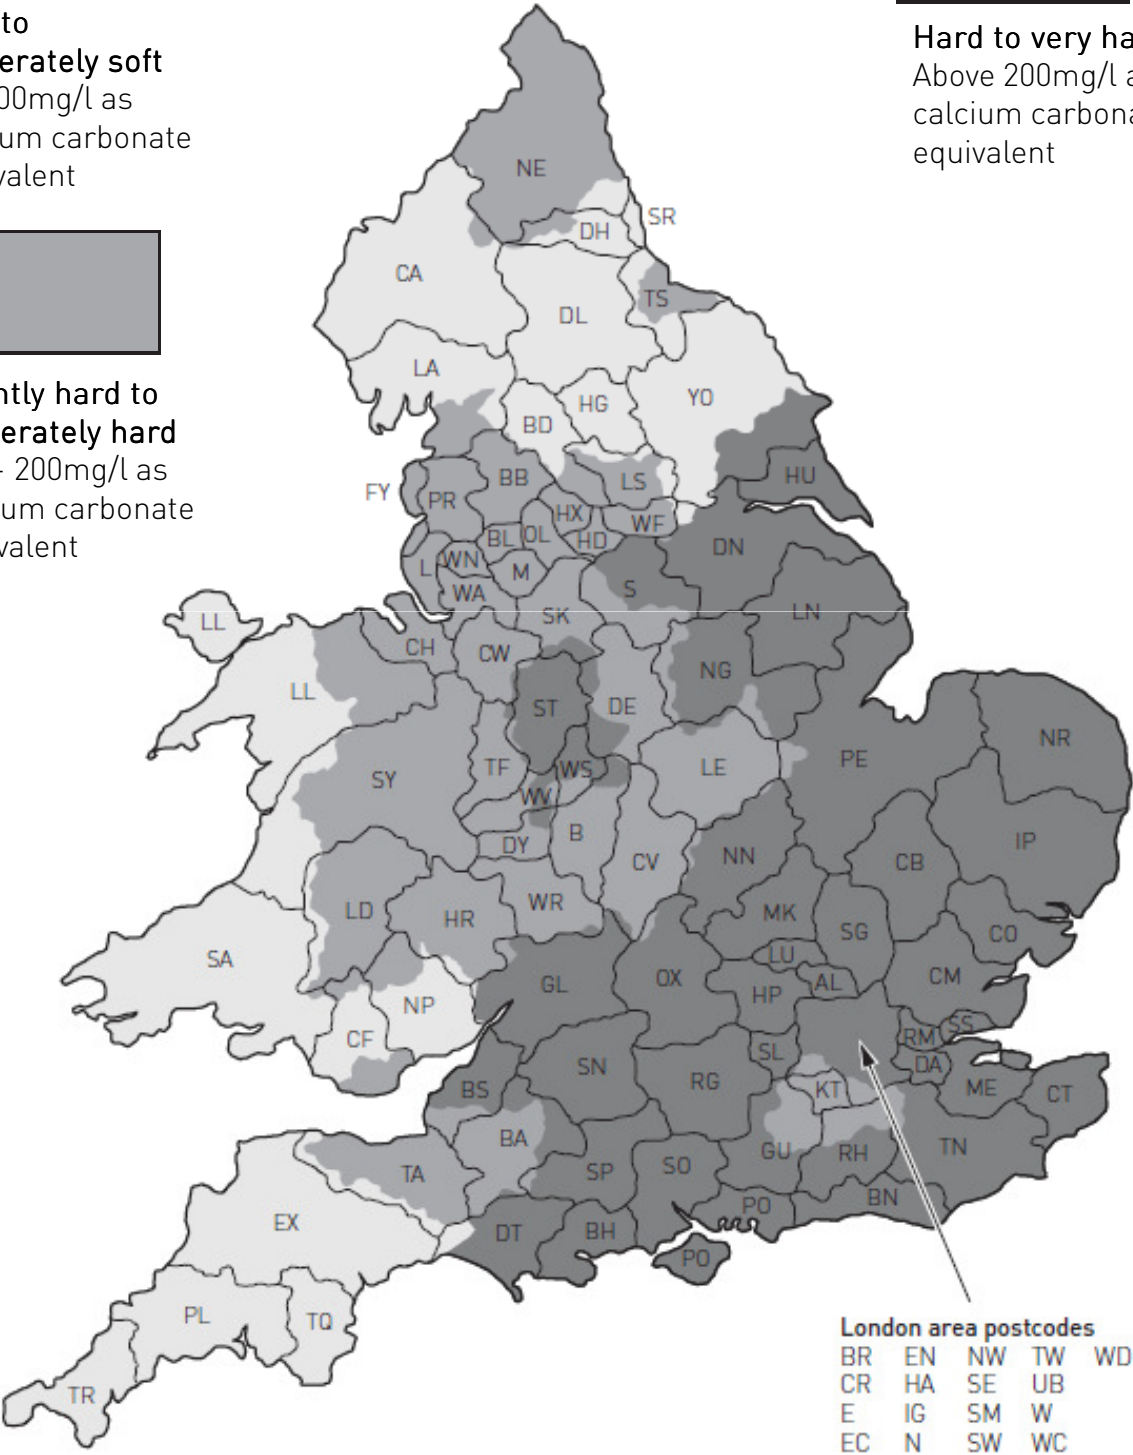 to
erately soft
00mg/l as
um carbonate
valent
Hard to very ha
Above 200mg/l a
calcium carbona
equivalent
ntly hard to
erately hard
- 200mg/l as
um carbonate
valent
NE
SR
DH
CA
TS
DL
LA
YO
HG
BD
HU
BB
LS
FY
PR
HX
WF
BL
OL
HD
DN
WN
L
M
WA
S
LL
SK
LN
CH
CW
NG
LL
ST
DE
NR
SY
TF
WS
LE
PE
WV
B
DY
CV
NN
CB
IP
LD
HR
WR
MK
SG
CO
SA
GL
OX
LU
AL
CM
HP
NP
CF
SS
RM
SL
DA
SN
RG
BS
KT
ME
CT
BA
TA
GU
RH
TN
SP
SO
BN
EX
PO
DT
BH
PO
PL
TQ
TR
London area postcodes
BR EN NW TW WD
CR HA SE UB
E IG SM W
EC N SW WC